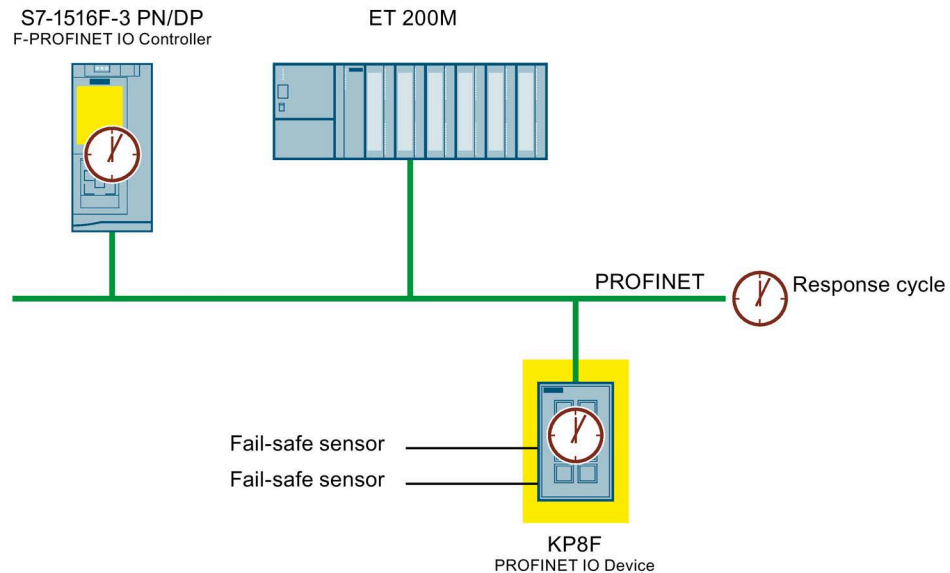 S7-1516F-3 PN/DP
F-PROFINET IO Controller
ET 200M
PROFINET
Response cycle
Fail-safe sensor
Fail-safe sensor
KP8F
PROFINET IO Device